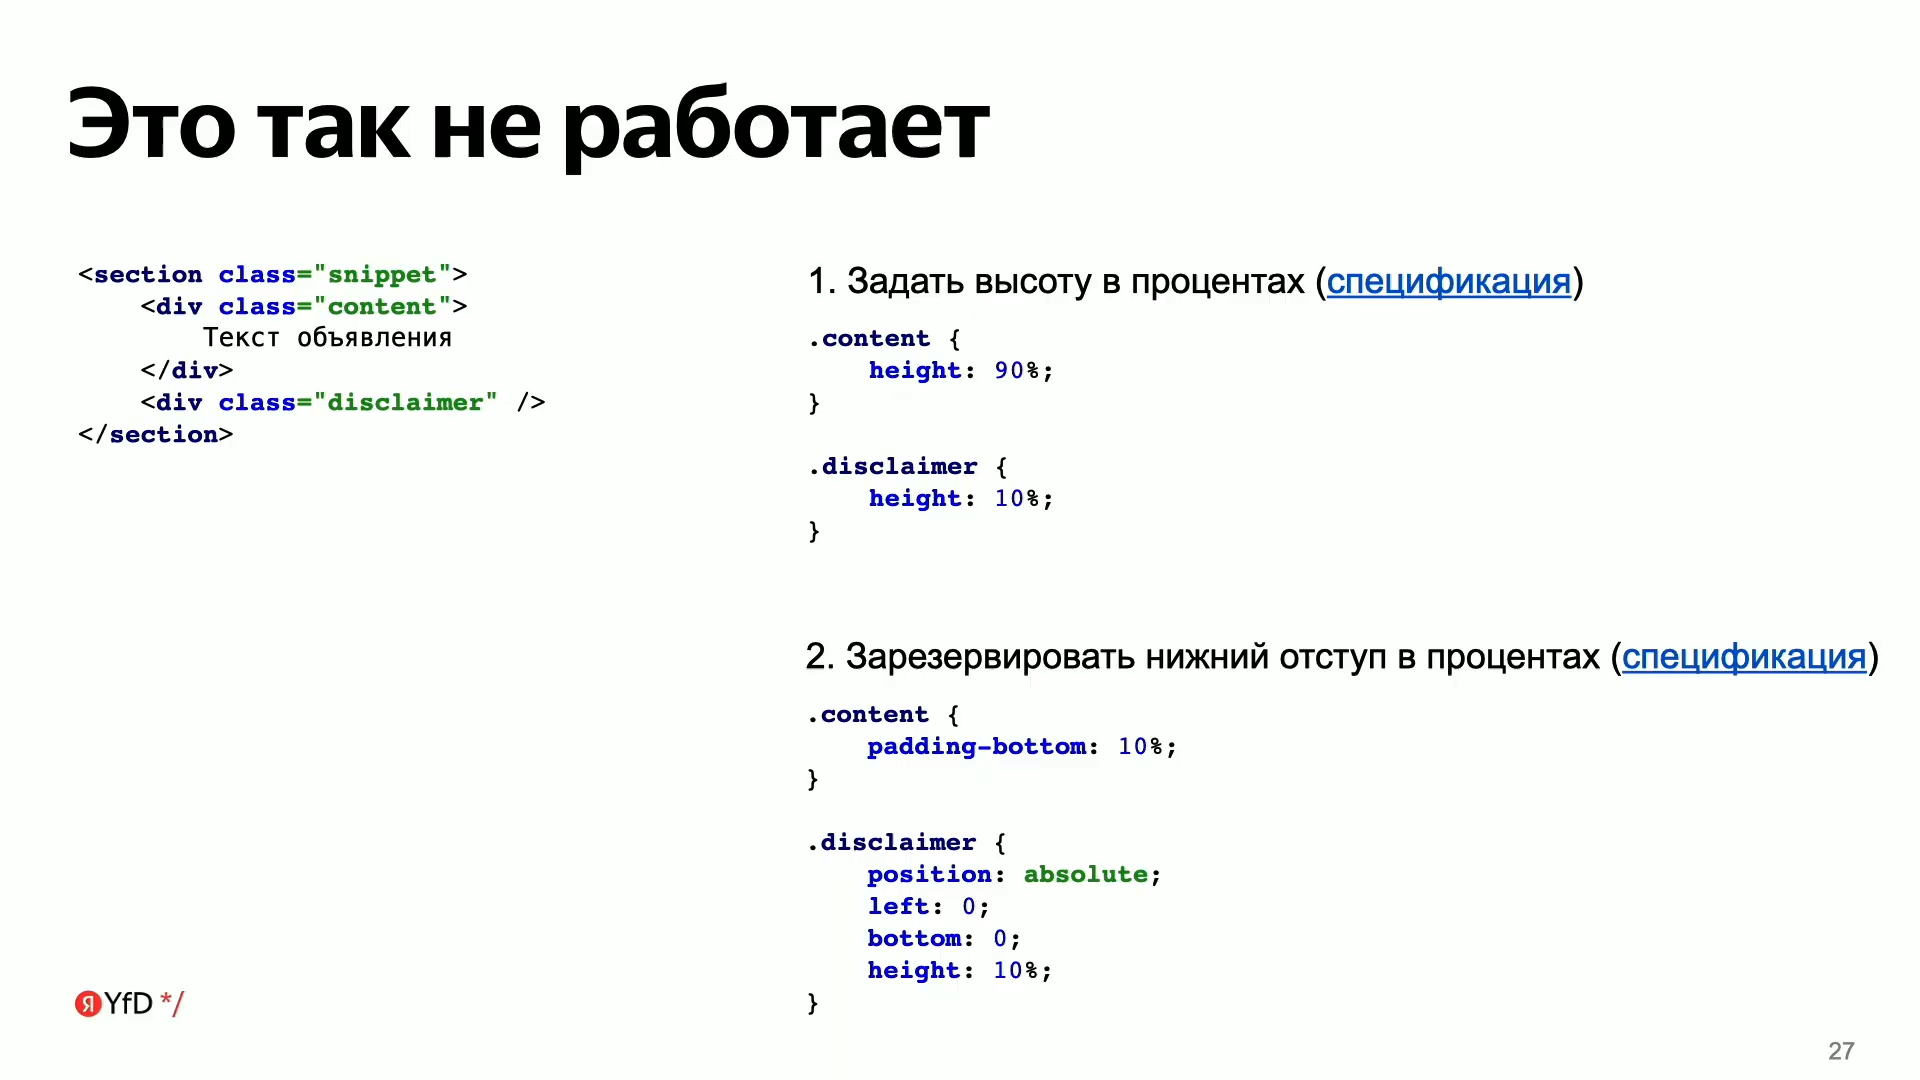 Это так не работает
<section class="snippet">
<div class="content">
Текст объявления
</div>
<div class="disclaimer" />
</section>
1. Задать высоту в процентах (спецификация)
.content {
height: 90%;
}
.disclaimer {
height: 10%;
}
2. Зарезервировать нижний отступ в процентах (спецификация)
.content {
padding-bottom: 10%;
}
.disclaimer {
position: absolute;
left: 0;
bottom: 0;
height: 10%;
}
Я YfD */
27